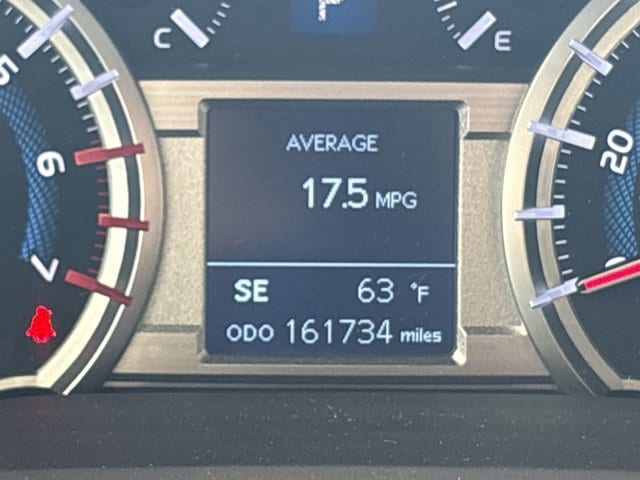 C
E
5
6
7
AVERAGE
17.5 MPG
SE 63 °F
ODO 161734 miles
20